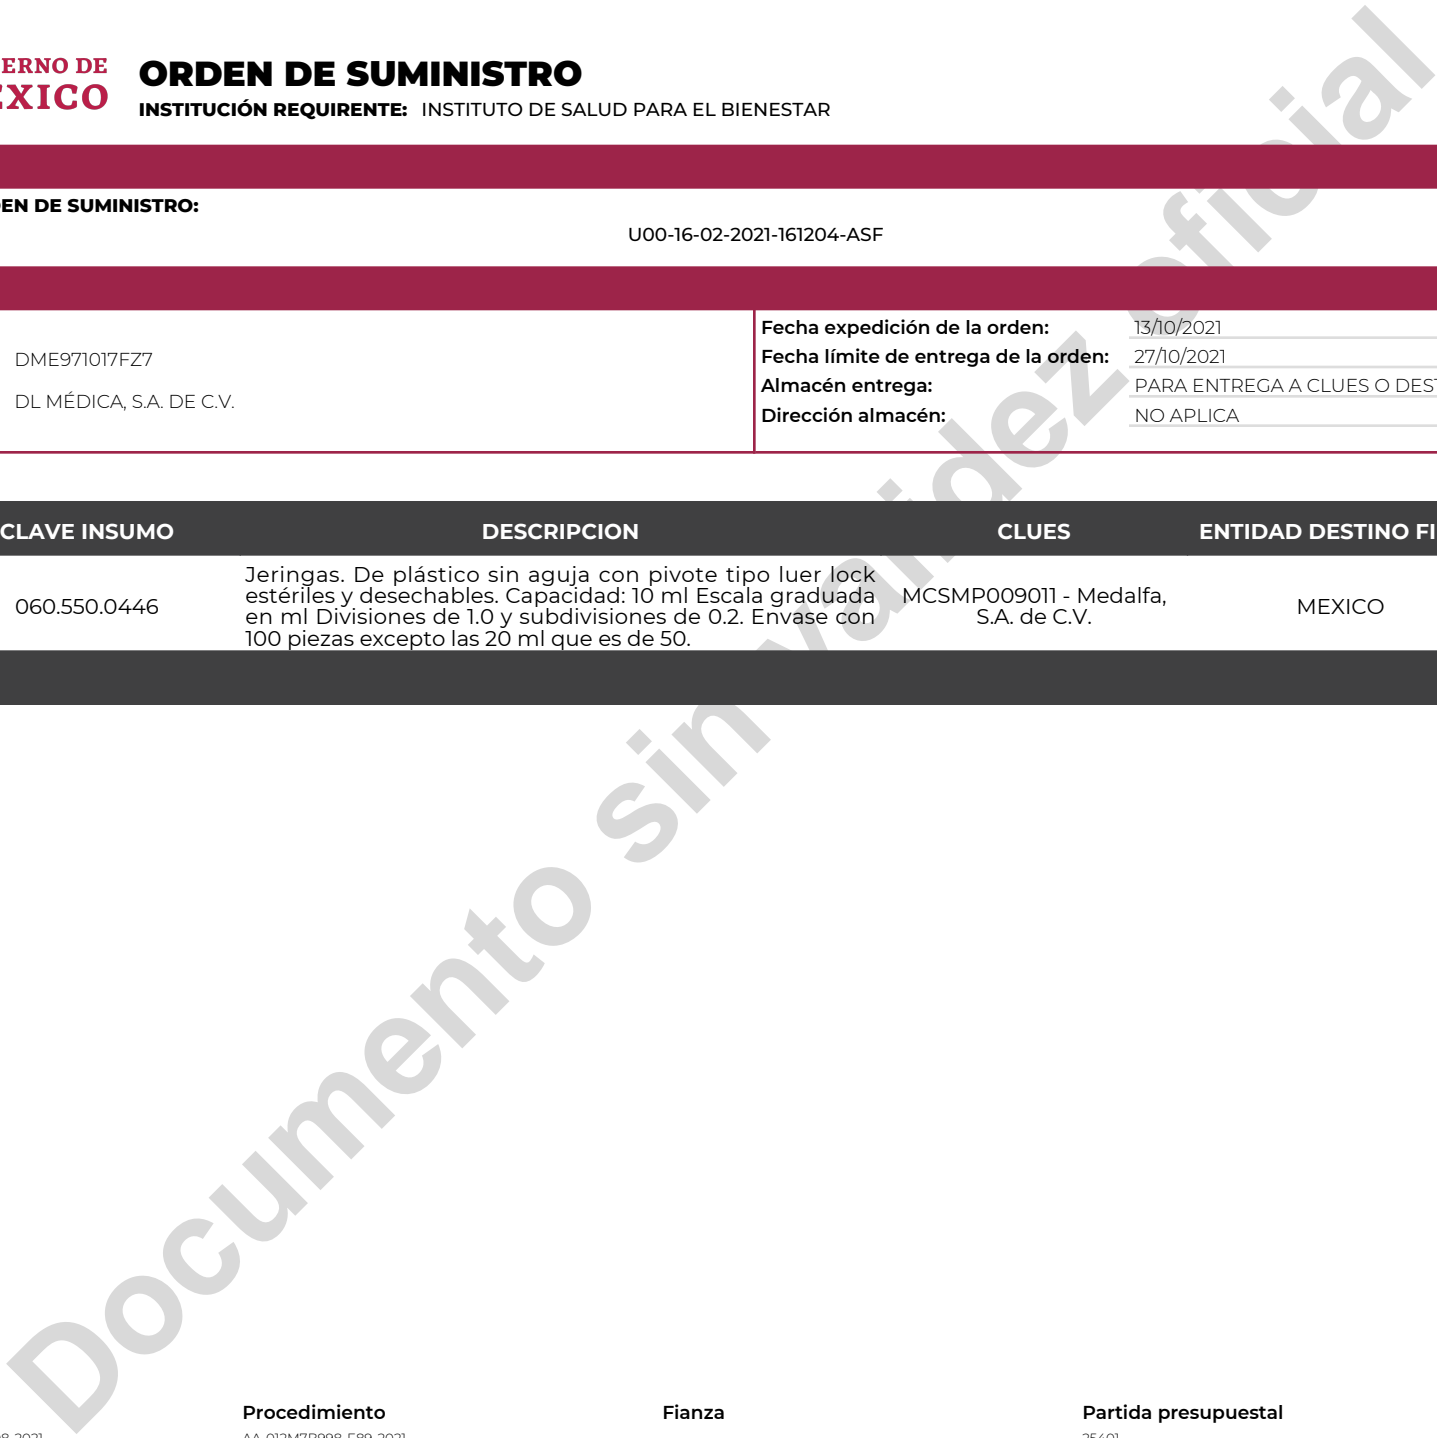 ERNO DE
EXICO
ORDEN DE SUMINISTRO
INSTITUCIÓN REQUIRENTE: INSTITUTO DE SALUD PARA EL BIENESTAR
EN DE SUMINISTRO:
U00-16-02-2021-161204-ASF
DME971017FZ7
DL MÉDICA, S.A. DE C.V.
Fecha expedición de la orden: 13/10/2021
Fecha límite de entrega de la orden: 27/10/2021
Almacén entrega: PARA ENTREGA A CLUES O DEST
Dirección almacén: NO APLICA
CLAVE INSUMO DESCRIPCION CLUES ENTIDAD DESTINO FI
060.550.0446
Jeringas. De plástico sin aguja con pivote tipo luer lock
estériles y desechables. Capacidad: 10 ml Escala graduada
en ml Divisiones de 1.0 y subdivisiones de 0.2. Envase con
100 piezas excepto las 20 ml que es de 50.
MCSMP009011 - Medalfa,
S.A. de C.V.
MEXICO
Documento sin validez oficial
Procedimiento Fianza Partida presupuestal